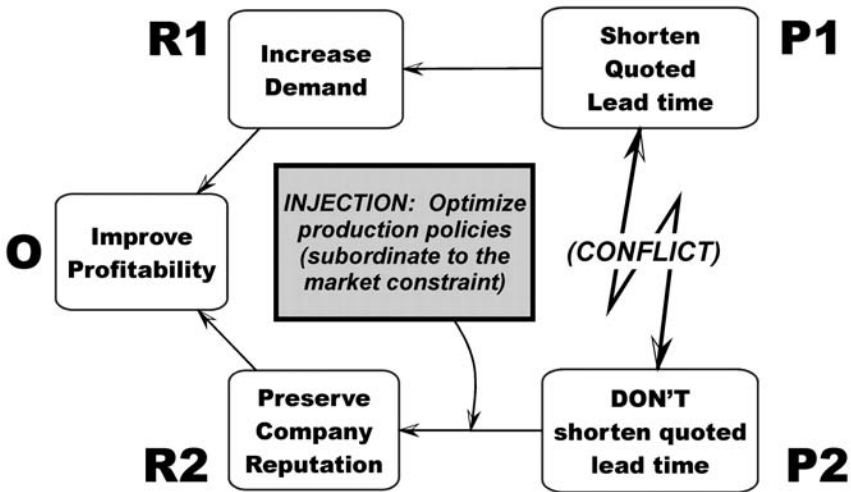 R1
Increase
Demand
Shorten
Quoted
Lead time
P1
INJECTION: Optimize
production policies
(subordinate to the
market constraint)
(CONFLICT)
O
Improve
Profitability
R2
Preserve
Company
Reputation
DON'T
shorten quoted
lead time
P2